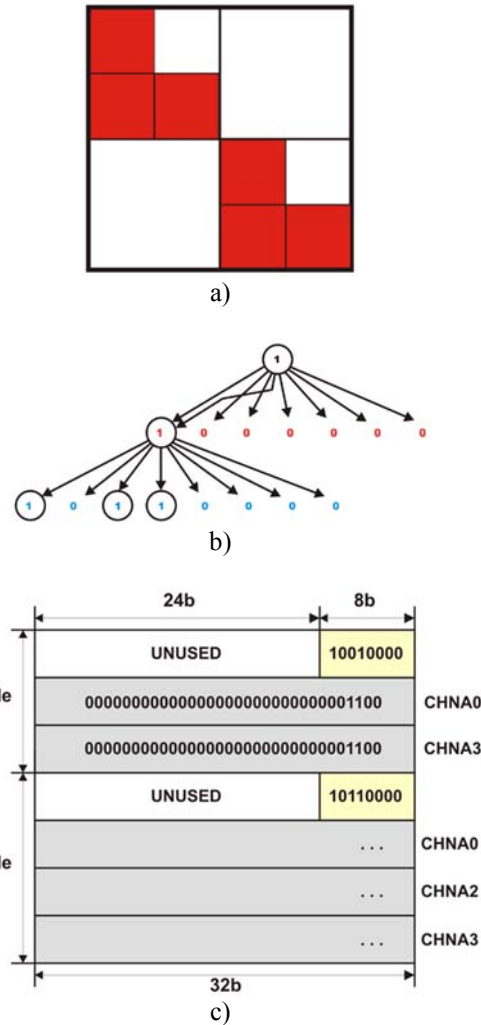 a)
1
1 0 0 0 0 0 0
1 0 1 1 0 0 0 0
b)
24b 8b
UNUSED 10010000
00000000000000000000000000001100 CHNA0
00000000000000000000000000001100 CHNA3
UNUSED 10110000
... CHNA0
... CHNA2
... CHNA3
32b
c)